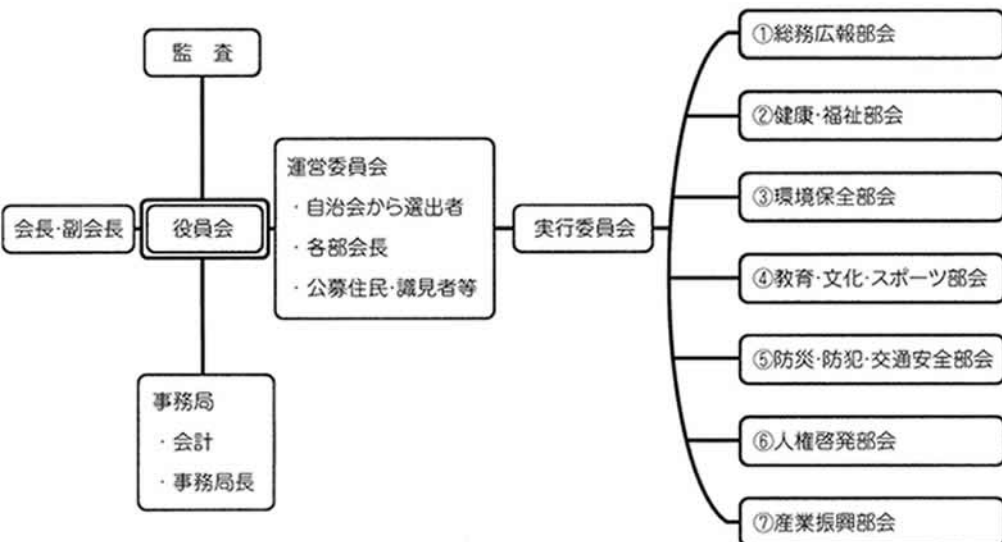 監 査
会長・副会長
役員会
運営委員会
・自治会から選出者
・各部会長
・公募住民・識見者等
事務局
・会計
・事務局長
実行委員会
①総務広報部会
②健康・福祉部会
③環境保全部会
④教育・文化・スポーツ部会
⑤防災・防犯・交通安全部会
⑥人権啓発部会
⑦産業振興部会